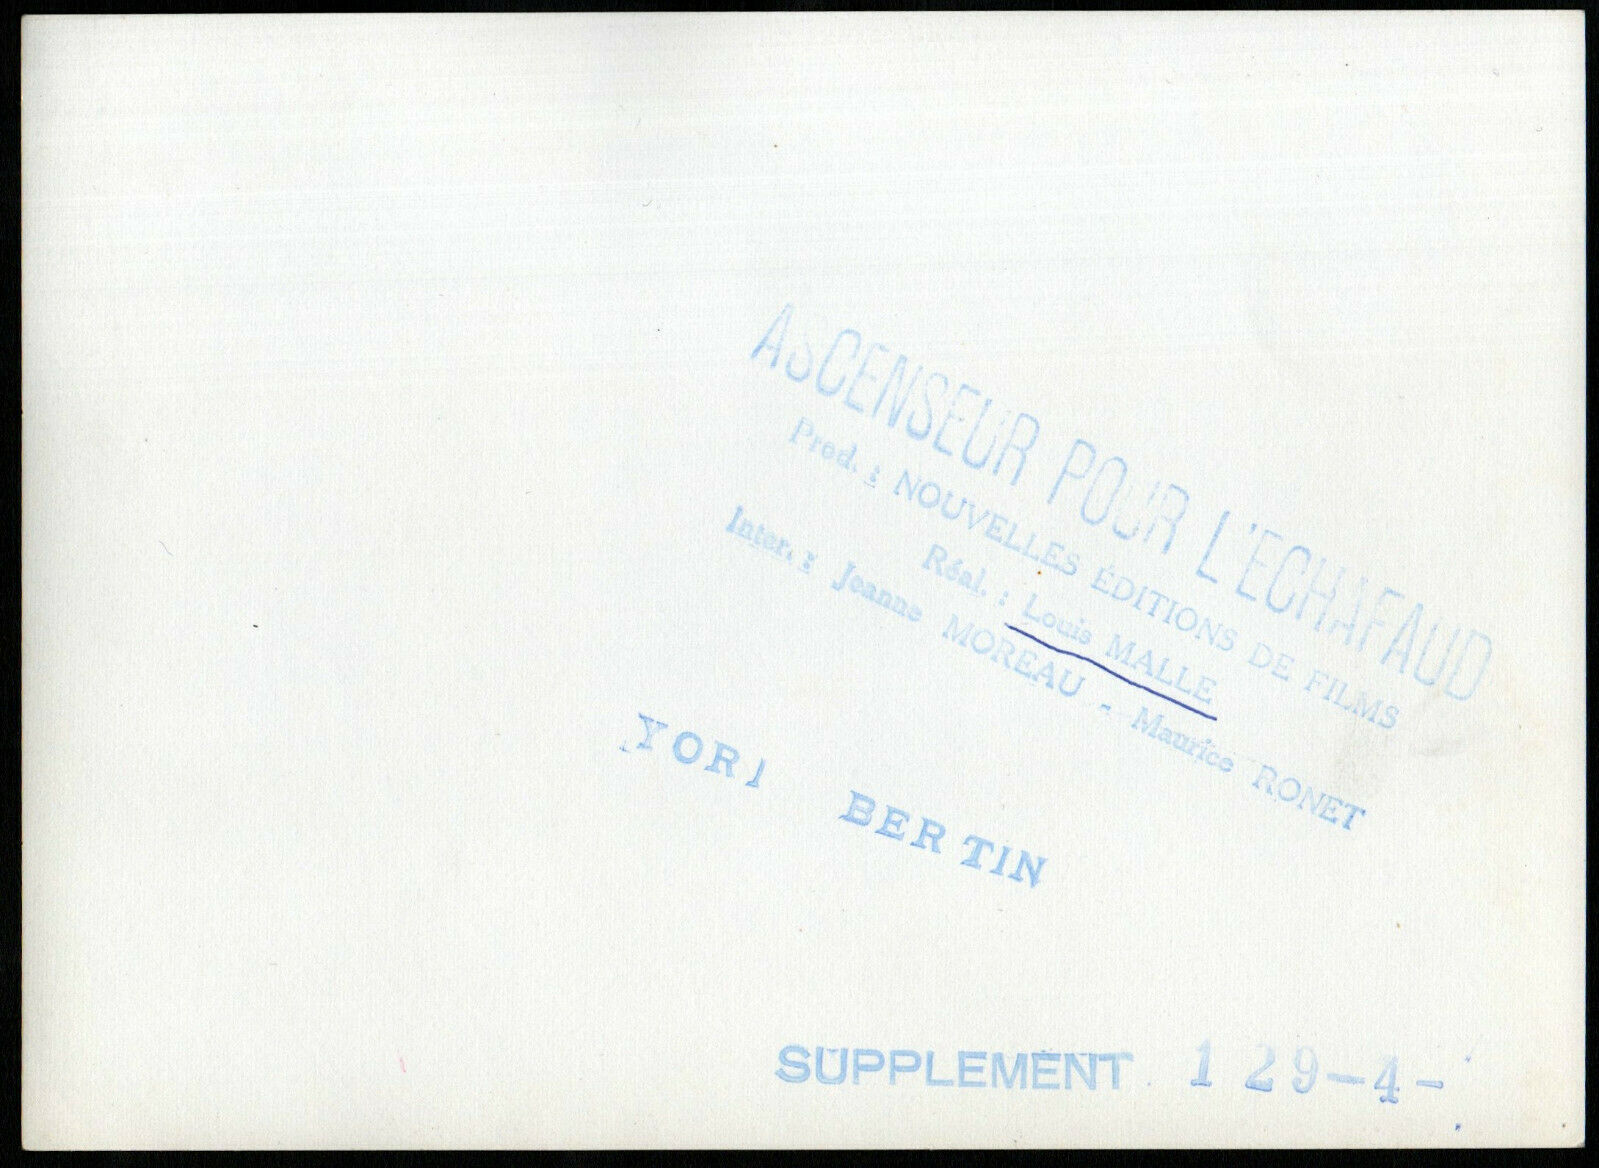 ASCENSEUR POUR L'ECHAFAUD
Prod. : NOUVELLES ÉDITIONS DE FILMS
Réal. : Louis MALLE
Inter. : Jeanne MOREAU - Maurice RONET
YORI BERTIN
SUPPLEMENT 129-4-